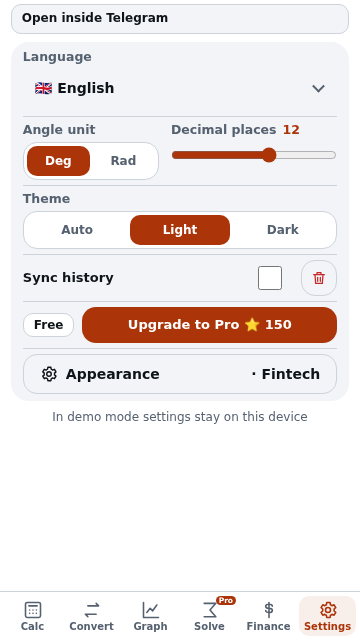 Open inside Telegram
Language
🇬🇧 English
Angle unit
Decimal places 12
Deg
Rad
Theme
Auto
Light
Dark
Sync history
Free
Upgrade to Pro ⭐ 150
Appearance
· Fintech
In demo mode settings stay on this device
Pro
Calc
Convert
Graph
Solve
Finance
Settings